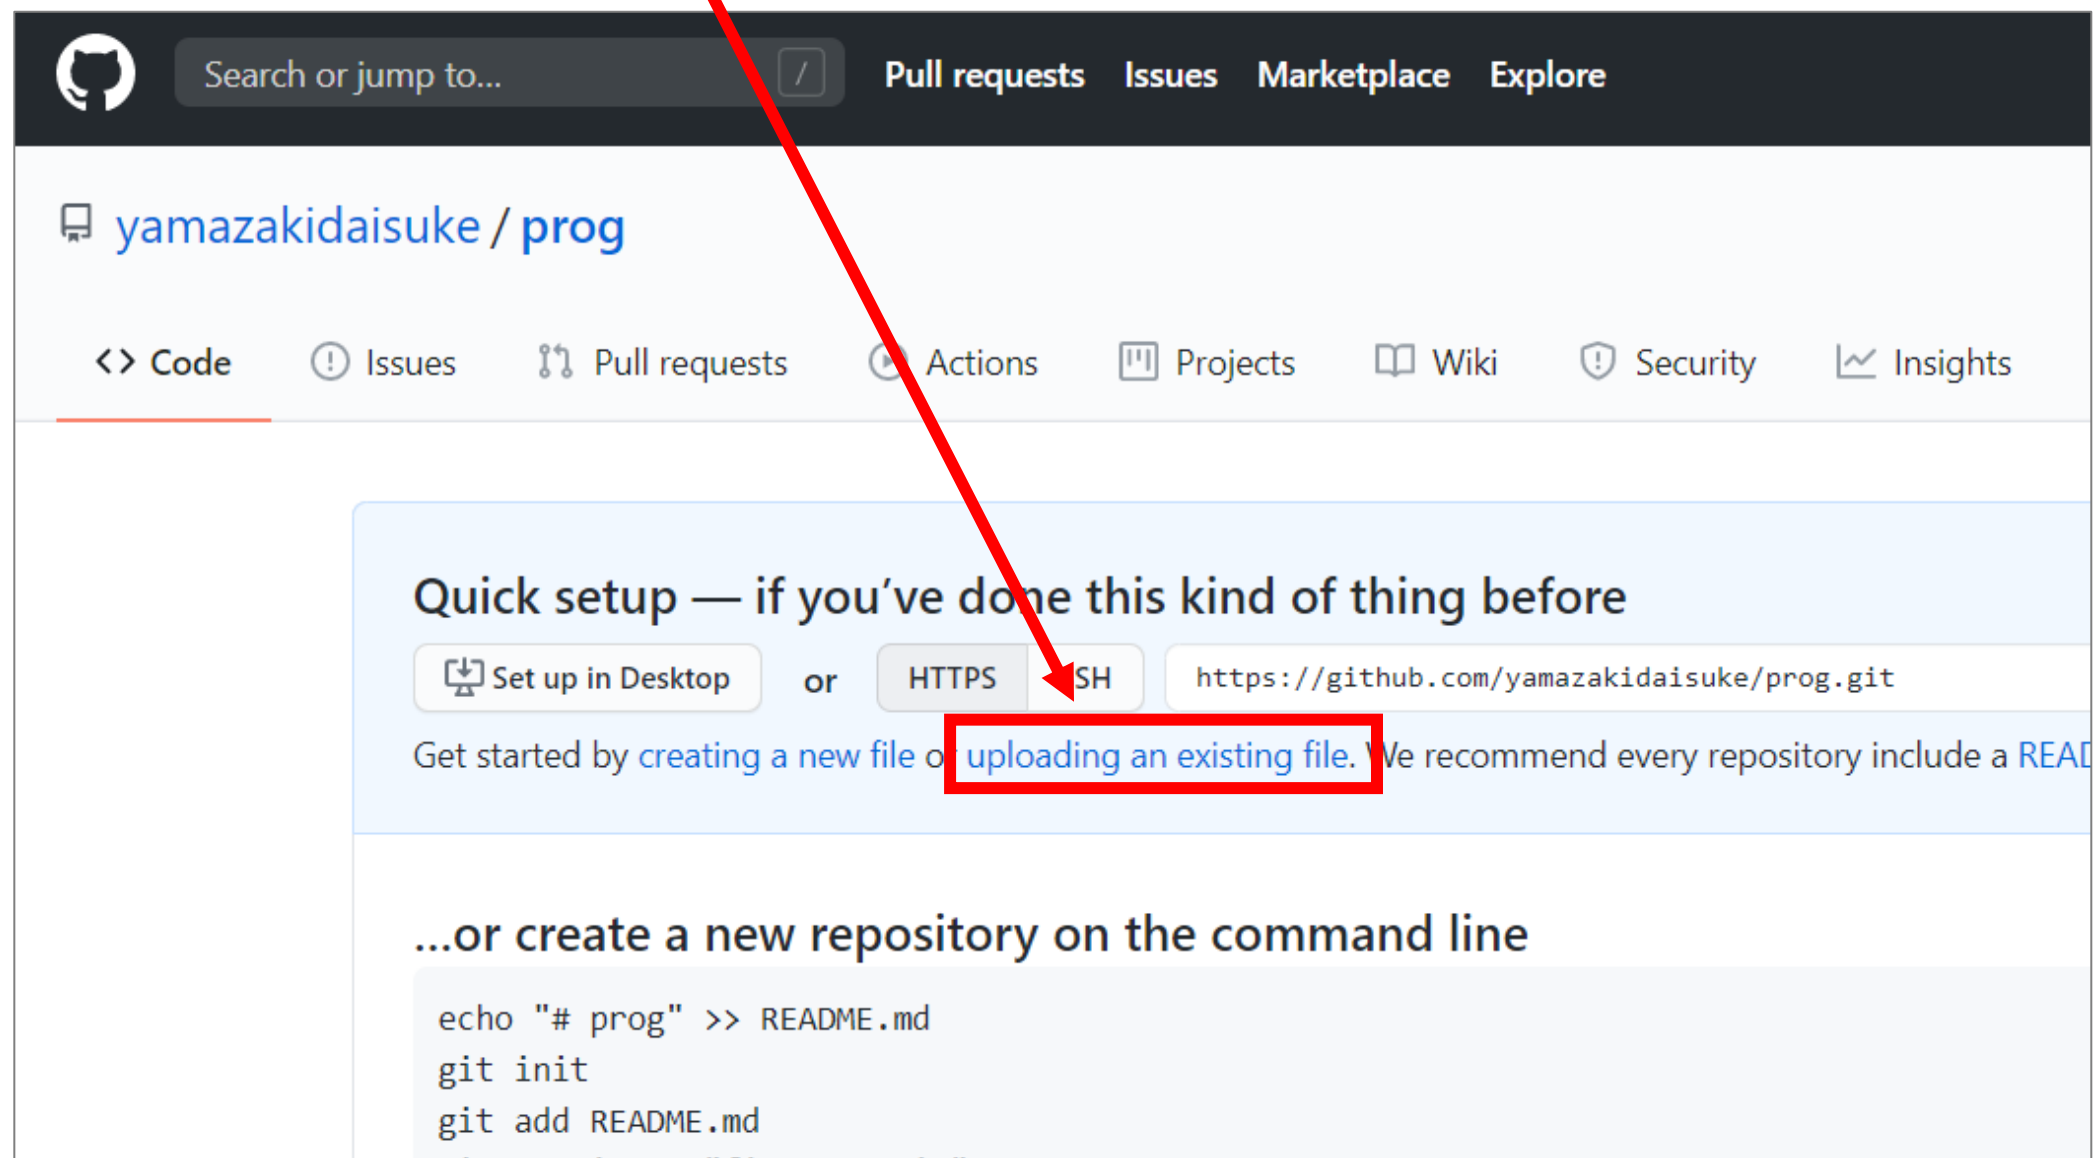 Search or jump to... / Pull requests Issues Marketplace Explore
yamazakidaisuke / prog
<> Code Issues Pull requests Actions Projects Wiki Security Insights
Quick setup — if you've done this kind of thing before
Set up in Desktop or HTTPS SH https://github.com/yamazakidaisuke/prog.git
Get started by creating a new file or uploading an existing file. We recommend every repository include a READ
...or create a new repository on the command line
echo "# prog" >> README.md
git init
git add README.md